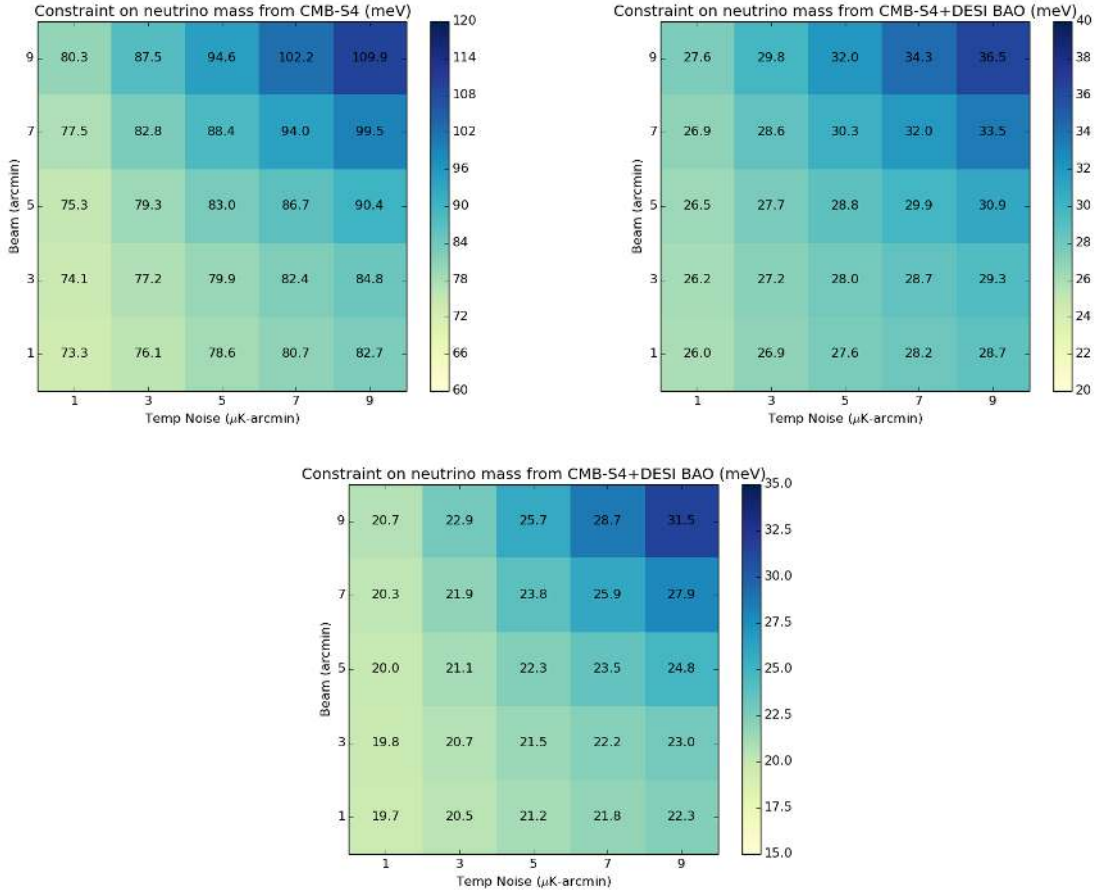 Constraint on neutrino mass from CMB-S4 (meV)
Beam (arcmin)
9 80.3 87.5 94.6 102.2 109.9
7 77.5 82.8 88.4 94.0 99.5
5 75.3 79.3 83.0 86.7 90.4
3 74.1 77.2 79.9 82.4 84.8
1 73.3 76.1 78.6 80.7 82.7
1 3 5 7 9
Temp Noise (μK-arcmin)
120
114
108
102
96
90
84
78
72
66
60
Constraint on neutrino mass from CMB-S4+DESI BAO (meV)
Beam (arcmin)
9 27.6 29.8 32.0 34.3 36.5
7 26.9 28.6 30.3 32.0 33.5
5 26.5 27.7 28.8 29.9 30.9
3 26.2 27.2 28.0 28.7 29.3
1 26.0 26.9 27.6 28.2 28.7
1 3 5 7 9
Temp Noise (μK-arcmin)
40
38
36
34
32
30
28
26
24
22
20
Constraint on neutrino mass from CMB-S4+DESI BAO (meV)
Beam (arcmin)
9 20.7 22.9 25.7 28.7 31.5
7 20.3 21.9 23.8 25.9 27.9
5 20.0 21.1 22.3 23.5 24.8
3 19.8 20.7 21.5 22.2 23.0
1 19.7 20.5 21.2 21.8 22.3
1 3 5 7 9
Temp Noise (μK-arcmin)
35.0
32.5
30.0
27.5
25.0
22.5
20.0
17.5
15.0